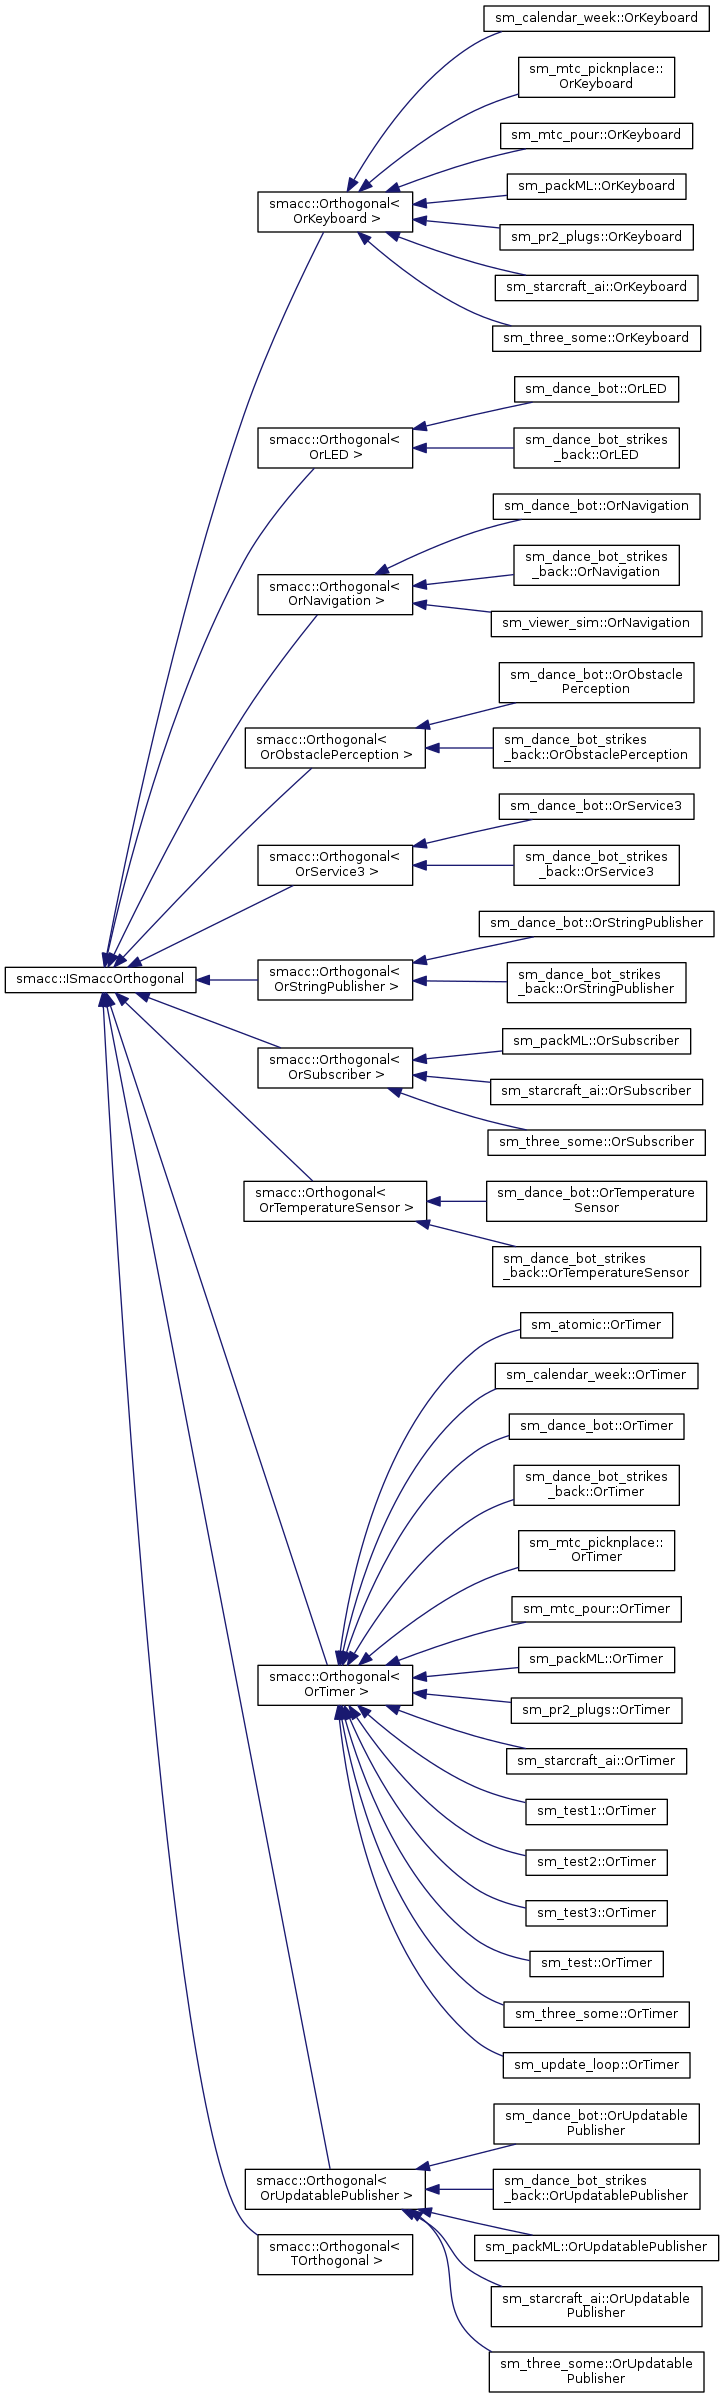 sm_calendar_week::OrKeyboard
sm_mtc_picknplace::
OrKeyboard
sm_mtc_pour::OrKeyboard
sm_packML::OrKeyboard
smacc::Orthogonal<
OrKeyboard >
sm_pr2_plugs::OrKeyboard
sm_starcraft_ai::OrKeyboard
sm_three_some::OrKeyboard
sm_dance_bot::OrLED
smacc::Orthogonal<
OrLED >
sm_dance_bot_strikes
_back::OrLED
sm_dance_bot::OrNavigation
sm_dance_bot_strikes
_back::OrNavigation
smacc::Orthogonal<
OrNavigation >
sm_viewer_sim::OrNavigation
sm_dance_bot::OrObstacle
Perception
smacc::Orthogonal<
OrObstaclePerception >
sm_dance_bot_strikes
_back::OrObstaclePerception
sm_dance_bot::OrService3
smacc::Orthogonal<
OrService3 >
sm_dance_bot_strikes
_back::OrService3
sm_dance_bot::OrStringPublisher
smacc::ISmaccOrthogonal
smacc::Orthogonal<
OrStringPublisher >
sm_dance_bot_strikes
_back::OrStringPublisher
sm_packML::OrSubscriber
smacc::Orthogonal<
OrSubscriber >
sm_starcraft_ai::OrSubscriber
sm_three_some::OrSubscriber
smacc::Orthogonal<
OrTemperatureSensor >
sm_dance_bot::OrTemperature
Sensor
sm_dance_bot_strikes
_back::OrTemperatureSensor
sm_atomic::OrTimer
sm_calendar_week::OrTimer
sm_dance_bot::OrTimer
sm_dance_bot_strikes
_back::OrTimer
sm_mtc_picknplace::
OrTimer
sm_mtc_pour::OrTimer
sm_packML::OrTimer
smacc::Orthogonal<
OrTimer >
sm_pr2_plugs::OrTimer
sm_starcraft_ai::OrTimer
sm_test1::OrTimer
sm_test2::OrTimer
sm_test3::OrTimer
sm_test::OrTimer
sm_three_some::OrTimer
sm_update_loop::OrTimer
sm_dance_bot::OrUpdatable
Publisher
smacc::Orthogonal<
OrUpdatablePublisher >
sm_dance_bot_strikes
_back::OrUpdatablePublisher
sm_packML::OrUpdatablePublisher
smacc::Orthogonal<
TOrthogonal >
sm_starcraft_ai::OrUpdatable
Publisher
sm_three_some::OrUpdatable
Publisher